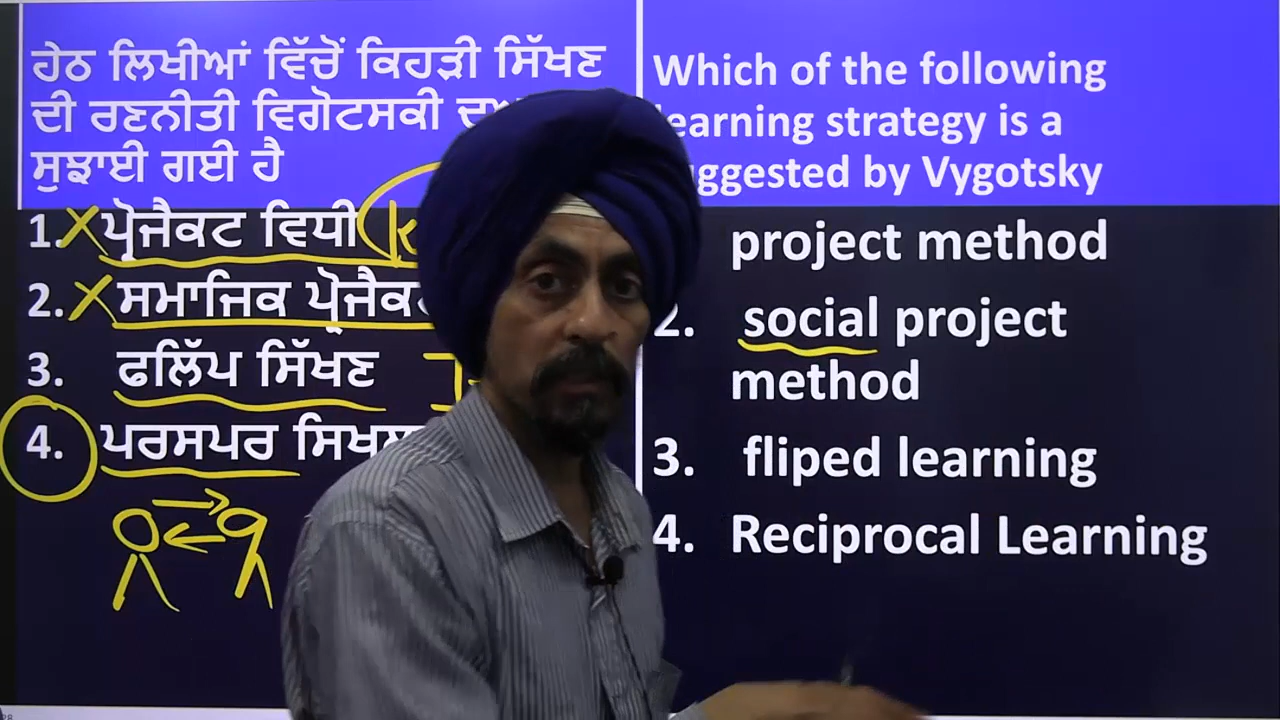 ਹੇਠ ਲਿਖੀਆਂ ਵਿੱਚੋਂ ਕਿਹੜੀ ਸਿੱਖਣ
ਦੀ ਰਣਨੀਤੀ ਵਿਗੋਟਸਕੀ
ਸੁਝਾਈ ਗਈ ਹੈ
1. ਪ੍ਰੋਜੈਕਟ ਵਿਧੀ
2. ਸਮਾਜਿਕ
3. ਫਲਿੱਪ ਸਿੱਖਣ
4. ਪਰਸਪਰ
Which of the following
learning strategy is a
suggested by Vygotsky
project method
2. social project
method
3. fliped learning
4. Reciprocal Learning